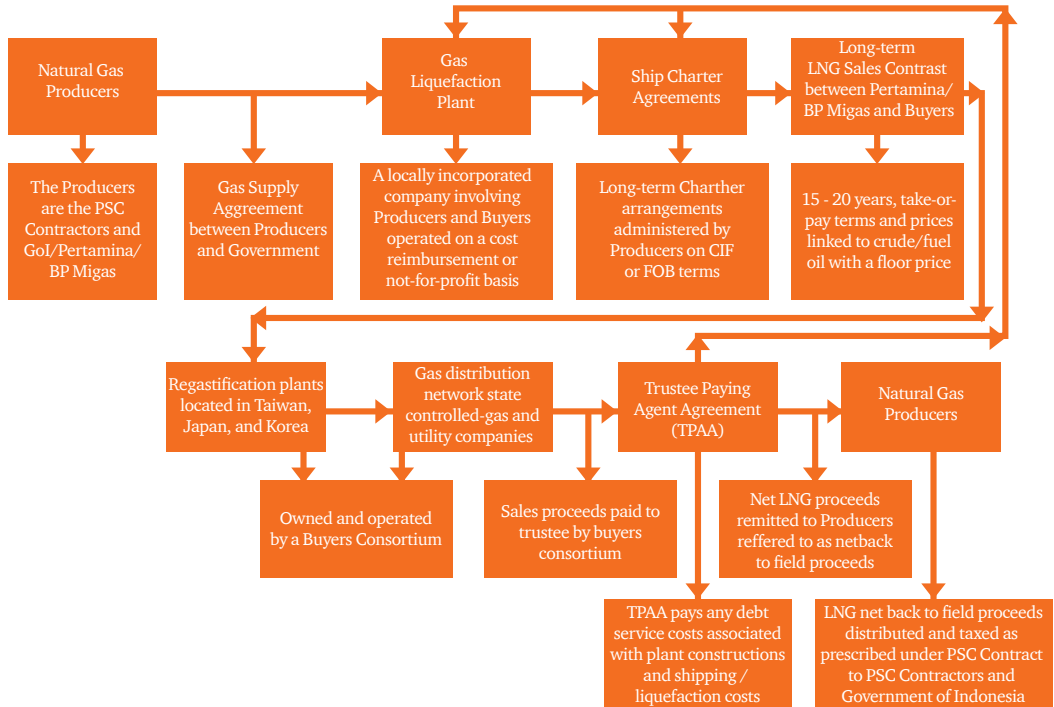 Natural Gas
Producers
Gas
Liquefaction
Plant
Ship Charter
Agreements
Long-term
LNG Sales Contrast
between Pertamina/
BP Migas and Buyers
The Producers
are the PSC
Contractors and
GoI/Pertamina/
BP Migas
Gas Supply
Aggreement
between Producers
and Government
A locally incorporated
company involving
Producers and Buyers
operated on a cost
reimbursement or
not-for-profit basis
Long-term Charther
arrangements
administered by
Producers on CIF
or FOB terms
15 - 20 years, take-or-
pay terms and prices
linked to crude/fuel
oil with a floor price
Regastification plants
located in Taiwan,
Japan, and Korea
Gas distribution
network state
controlled-gas and
utility companies
Trustee Paying
Agent Agreement
(TPAA)
Natural Gas
Producers
Owned and operated
by a Buyers Consortium
Sales proceeds paid to
trustee by buyers
consortium
Net LNG proceeds
remitted to Producers
reffered to as netback
to field proceeds
TPAA pays any debt
service costs associated
with plant constructions
and shipping /
liquefaction costs
LNG net back to field proceeds
distributed and taxed as
prescribed under PSC Contract
to PSC Contractors and
Government of Indonesia